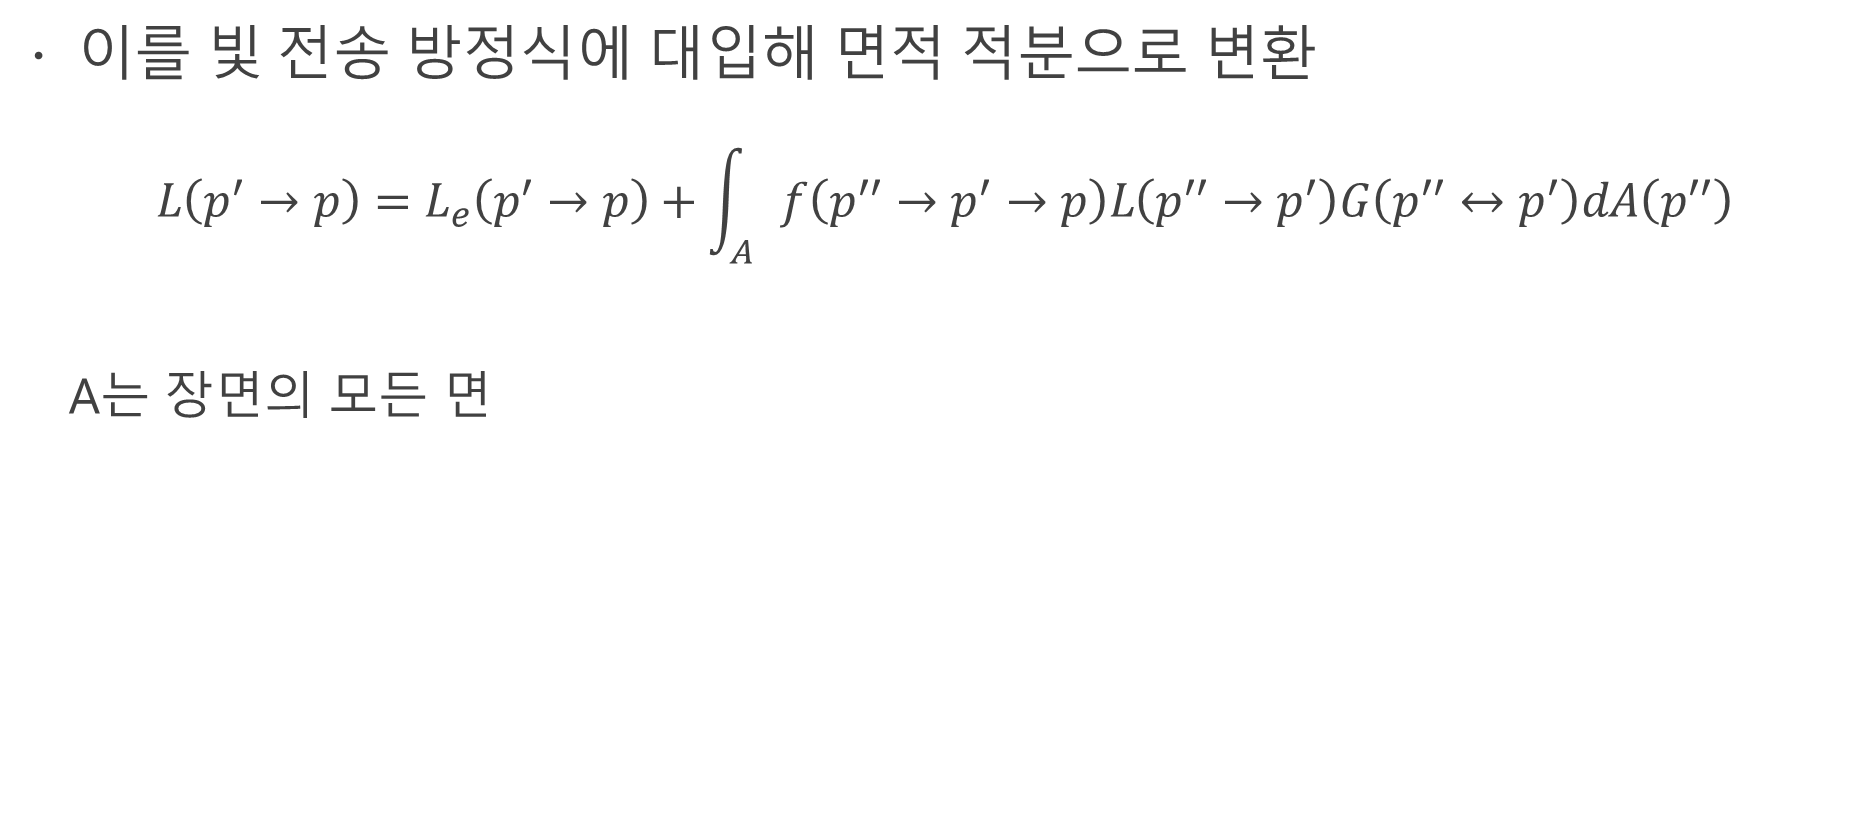 · 이를 빛 전송 방정식에 대입해 면적 적분으로 변환
L(p′ → p) = Lₑ(p′ → p) + ∫_A f(p″ → p′ → p)L(p″ → p′)G(p″ ↔ p′)dA(p″)
A는 장면의 모든 면